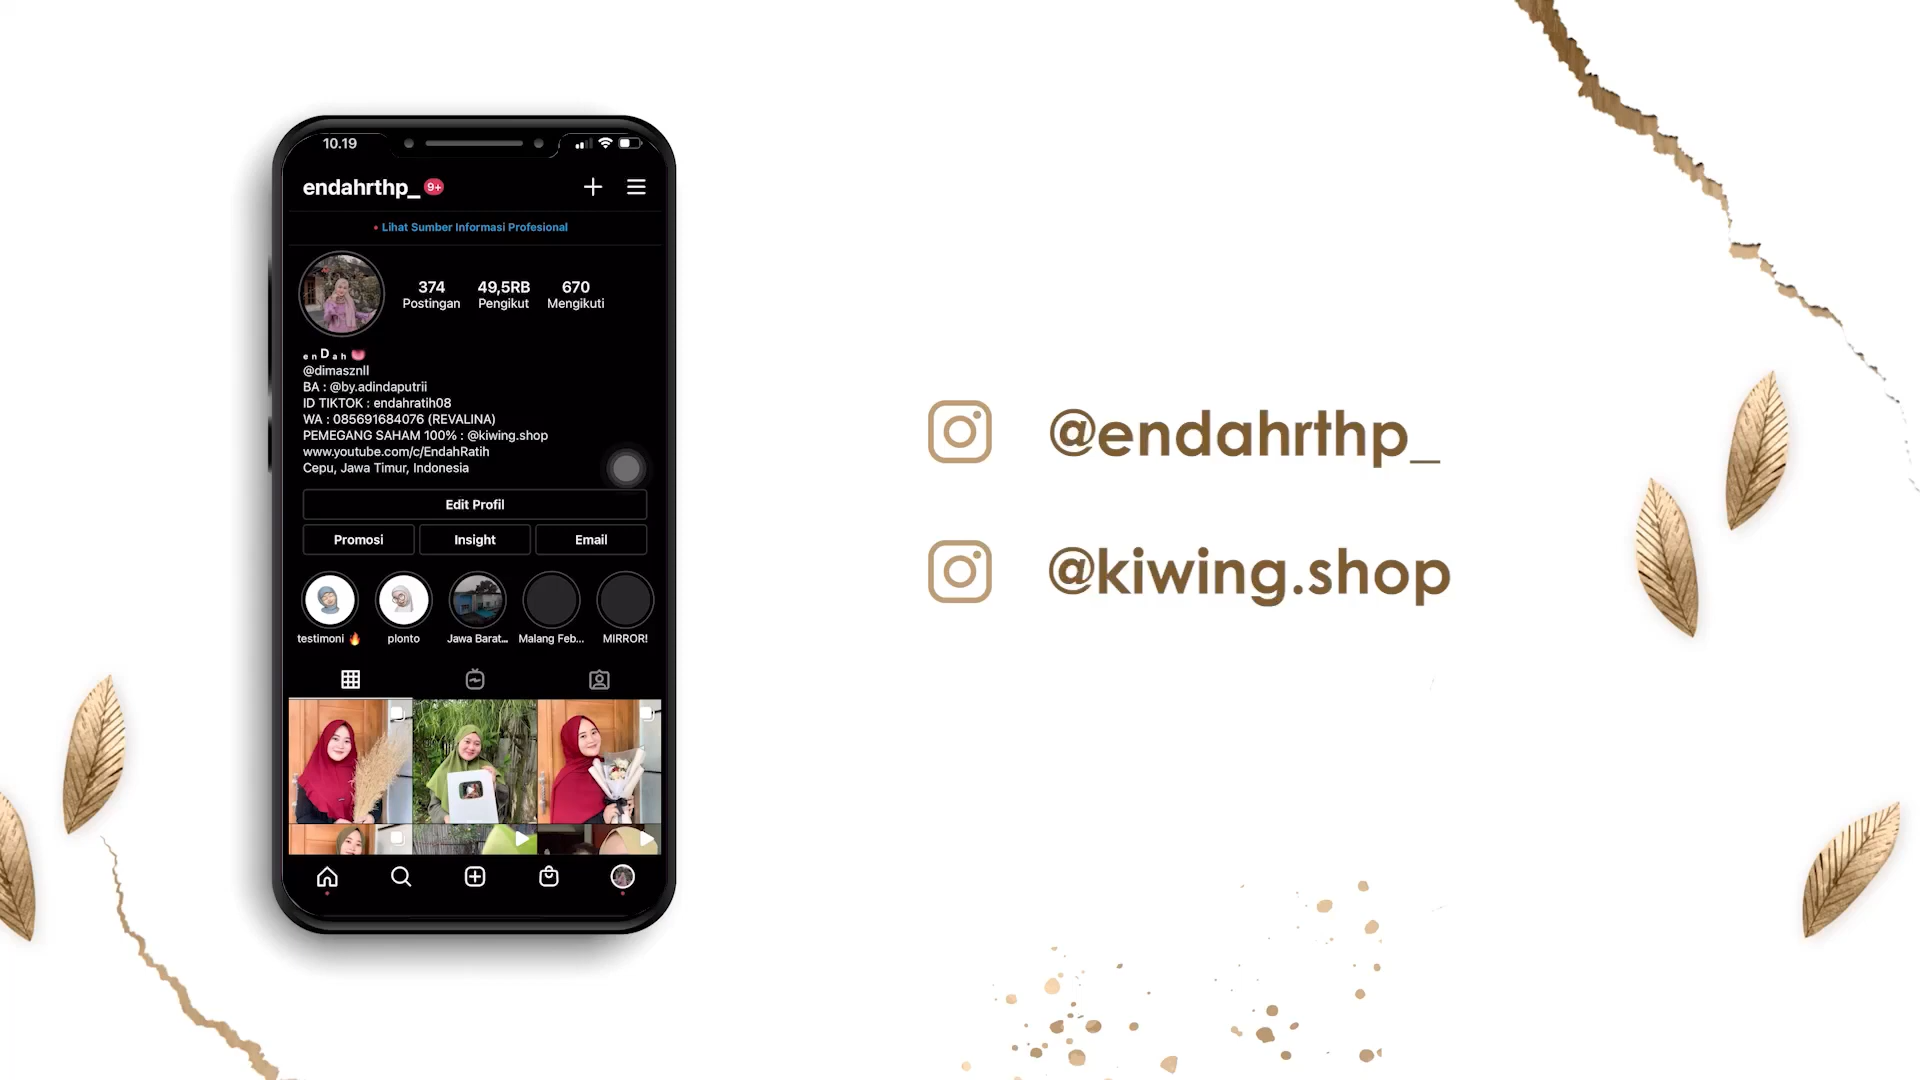 10.19
endahrthp_ 9+
• Lihat Sumber Informasi Profesional
374 49,5RB 670
Postingan Pengikut Mengikuti
enDah 👅
@dimasznll
BA : @by.adindaputrii
ID TIKTOK : endahratih08
WA : 085691684076 (REVALINA)
PEMEGANG SAHAM 100% : @kiwing.shop
www.youtube.com/c/EndahRatih
Cepu, Jawa Timur, Indonesia
Edit Profil
Promosi Insight Email
testimoni 🔥 plonto Jawa Barat... Malang Feb... MIRROR!
@endahrthp_
@kiwing.shop